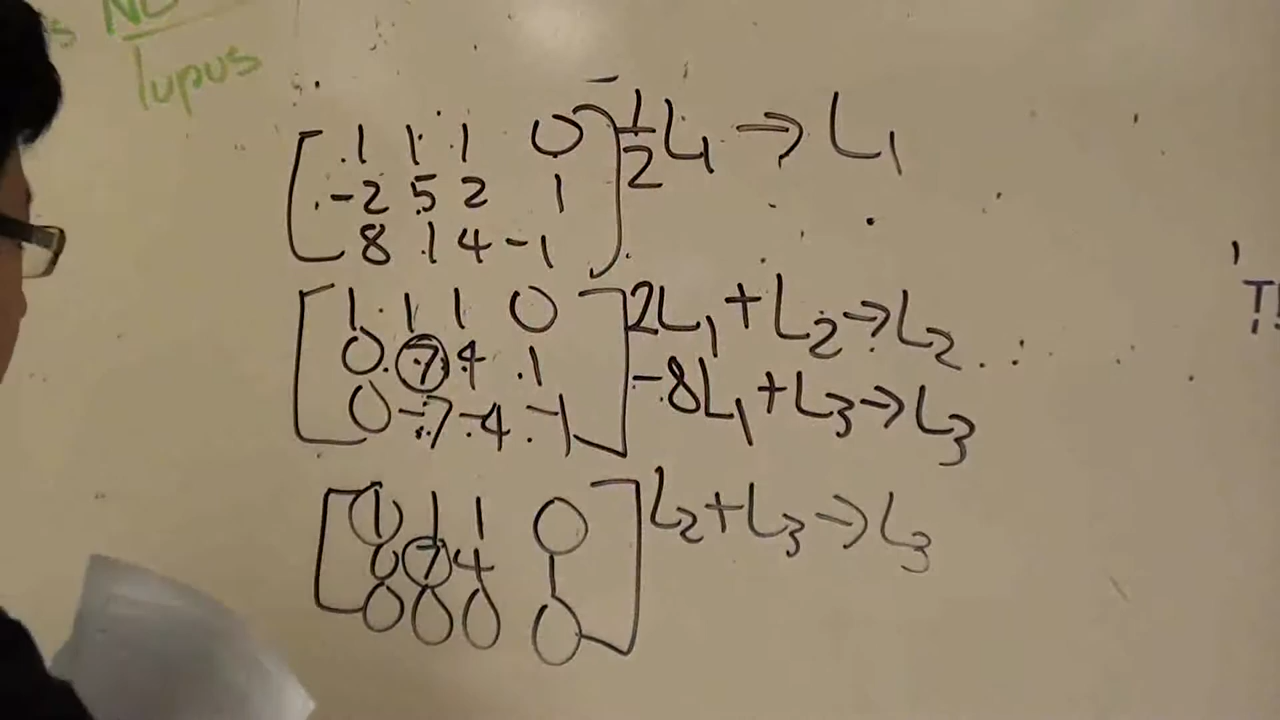 lupus
1 1 1 0 1/2 L1 → L1
-2 5 2 1
8 1 4 -1
1 1 1 0 2L1 + L2 → L2
0 7 4 1 -8L1 + L3 → L3
0 -7 -4 -1
1 1 1 0 L2 + L3 → L3
0 7 4 1
0 0 0 0